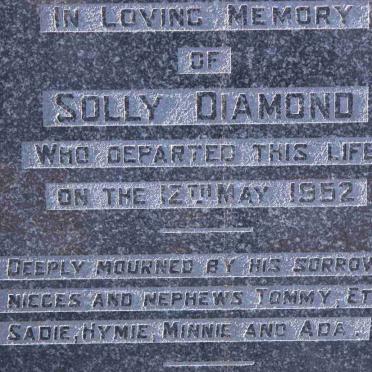 In Loving Memory
of
Solly Diamond
Who departed this life
on the 12th May 1952
Deeply mourned by his sorrow
nieces and nephews Tommy, Et
Sadie, Hymie, Minnie and Ada.